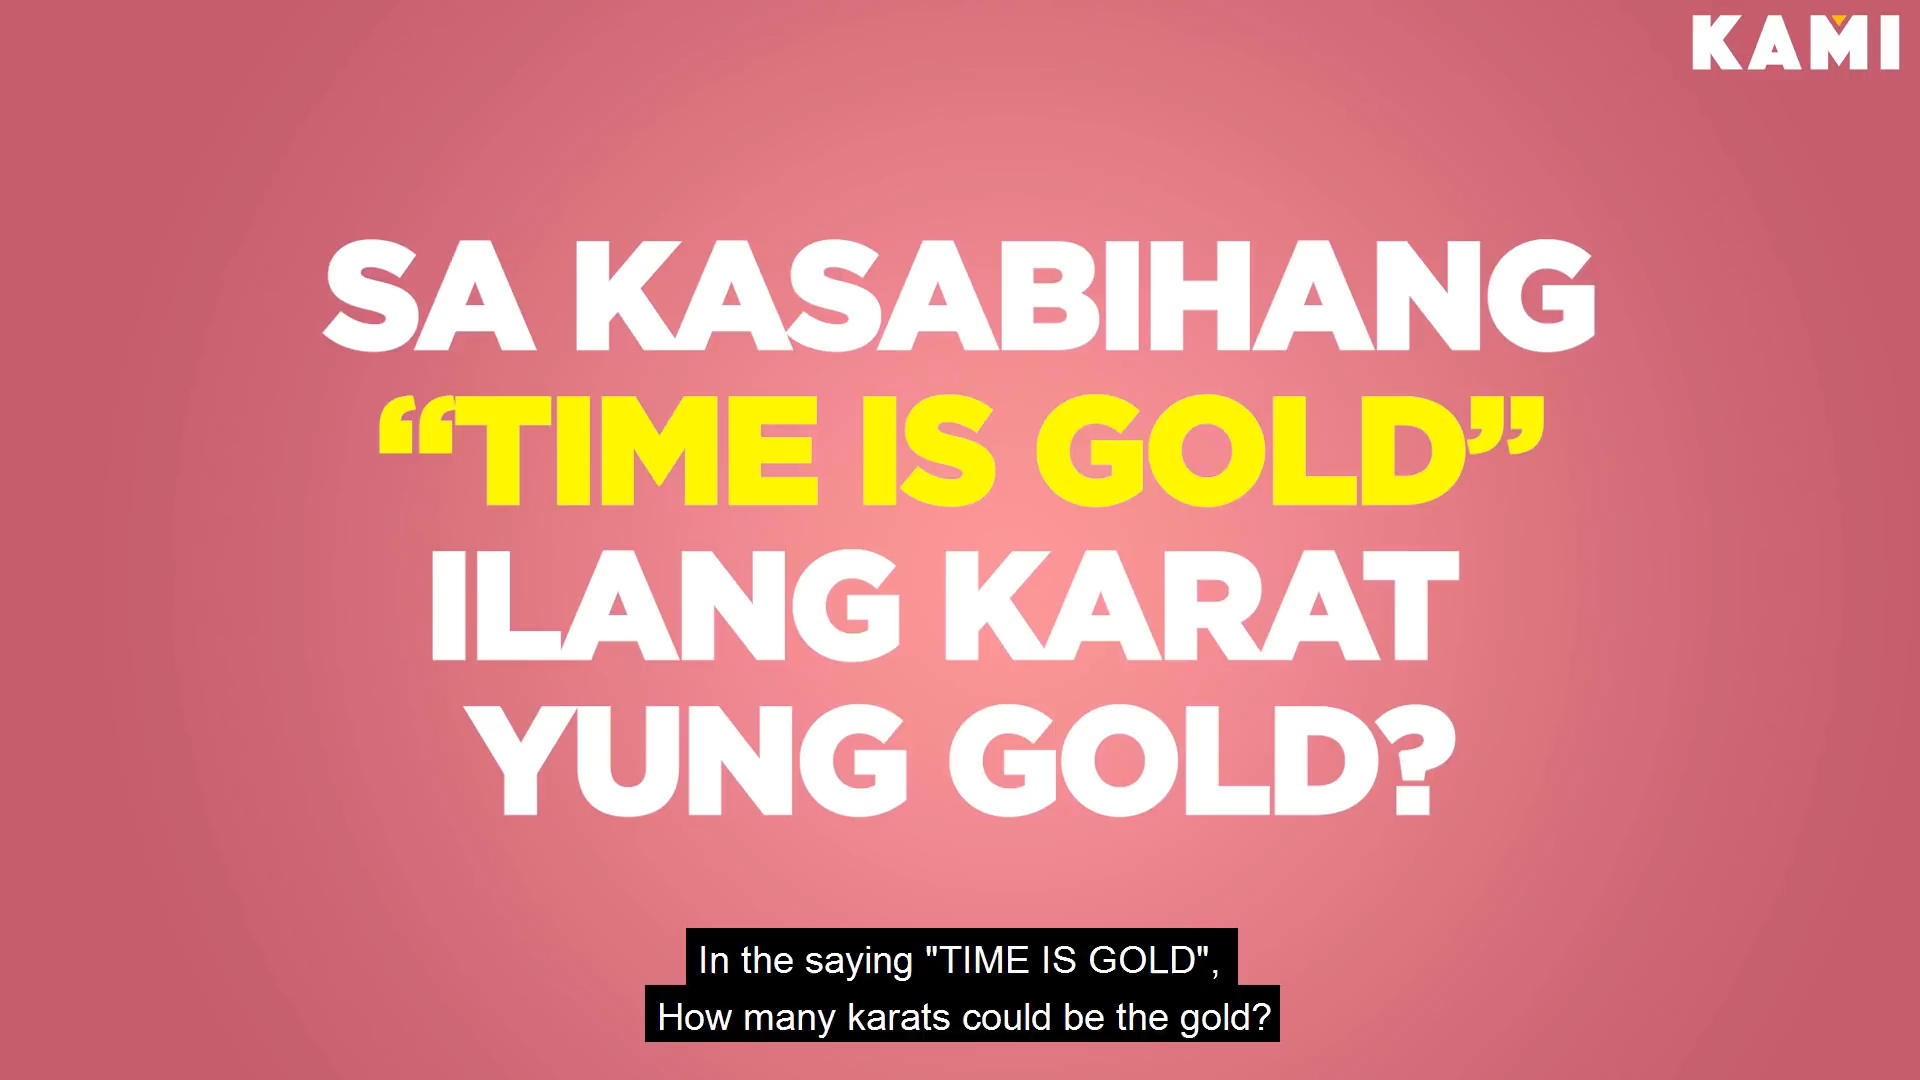 KAMI
SA KASABIHANG
“TIME IS GOLD”
ILANG KARAT
YUNG GOLD?
In the saying "TIME IS GOLD",
How many karats could be the gold?